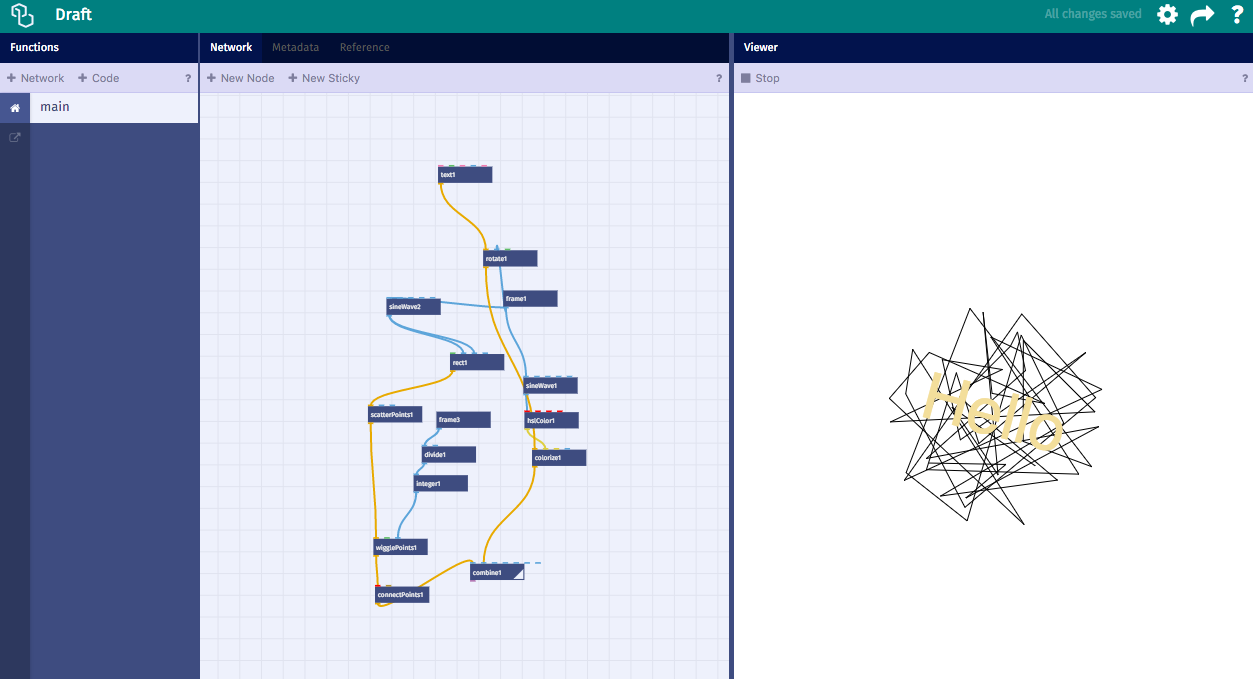 Draft
All changes saved
?
Functions
Network
Metadata
Reference
Viewer
+ Network
+ Code
?
+ New Node
+ New Sticky
?
Stop
?
main
text1
rotate1
frame1
sineWave2
rect1
sineWave1
scatterPoints1
frame3
hslColor1
divide1
colorize1
integer1
wigglePoints1
combine1
connectPoints1
Hello